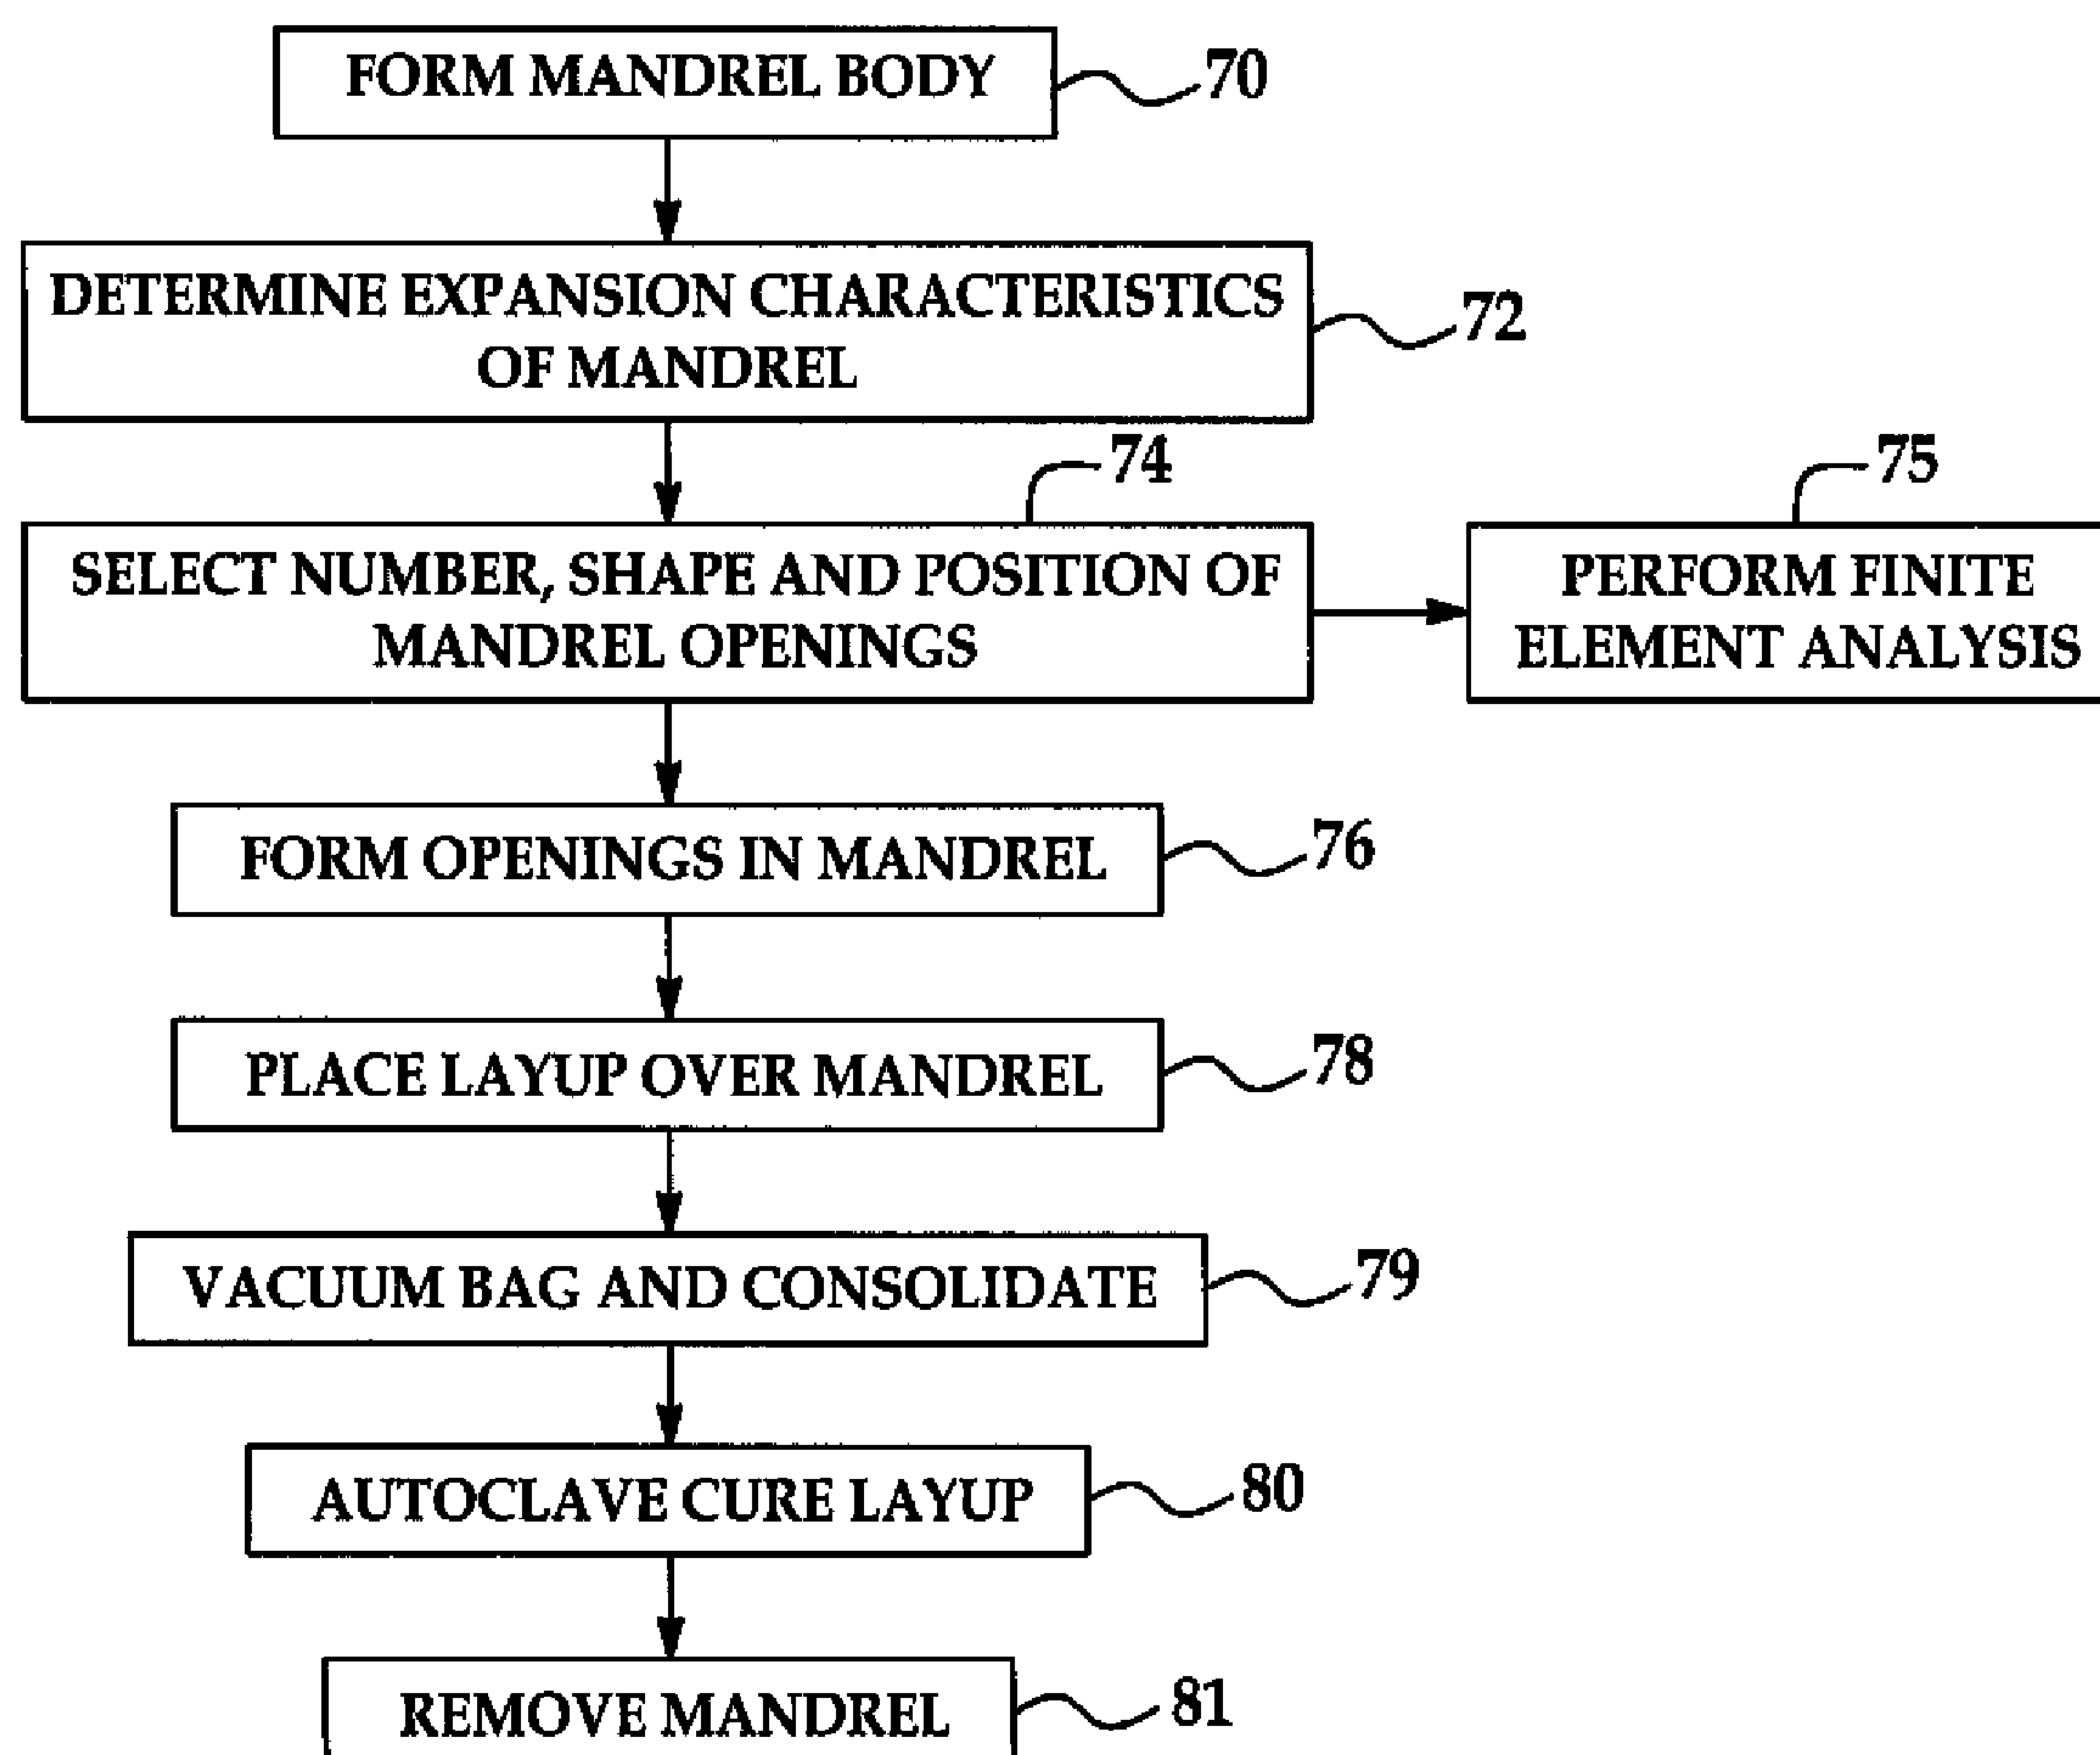 FORM MANDREL BODY
70
DETERMINE EXPANSION CHARACTERISTICS
OF MANDREL
72
74
SELECT NUMBER, SHAPE AND POSITION OF
MANDREL OPENINGS
75
PERFORM FINITE
ELEMENT ANALYSIS
FORM OPENINGS IN MANDREL
76
PLACE LAYUP OVER MANDREL
78
VACUUM BAG AND CONSOLIDATE
79
AUTOCLAVE CURE LAYUP
80
REMOVE MANDREL
81